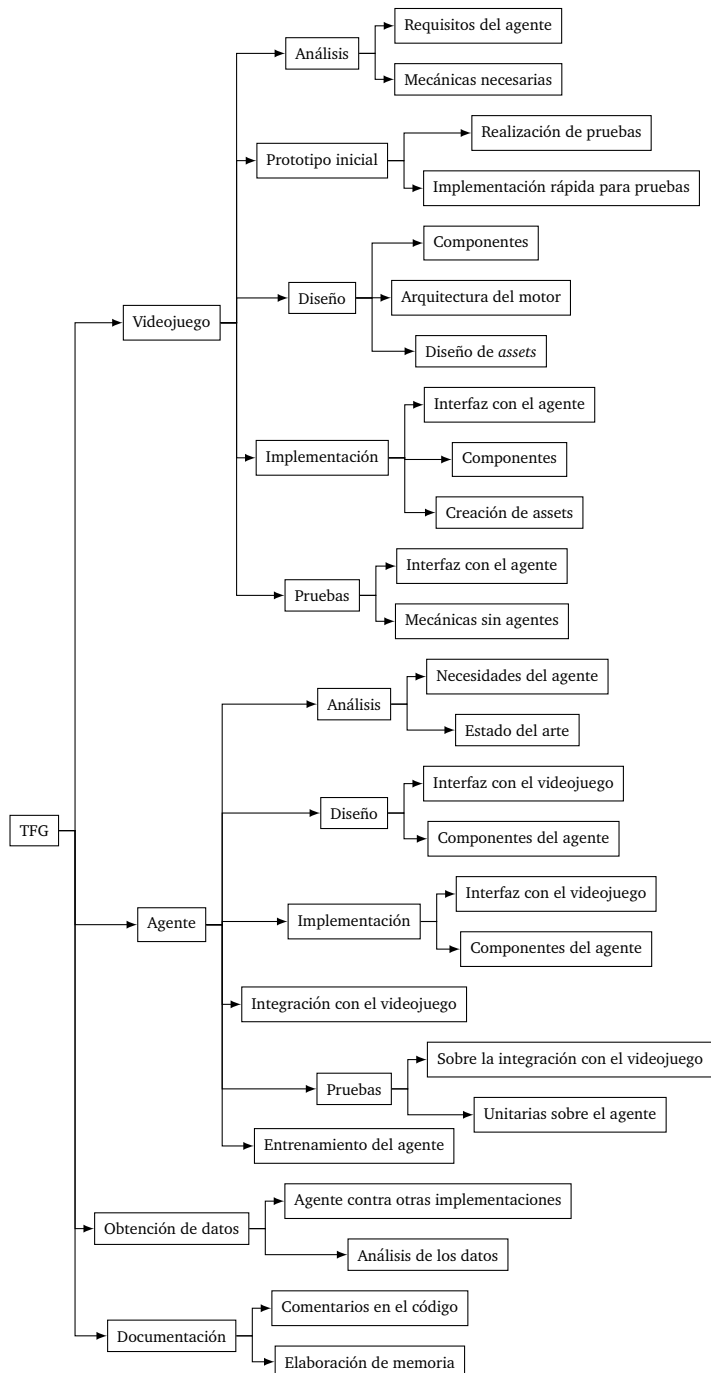 Requisitos del agente
Análisis
Mecánicas necesarias
Realización de pruebas
Prototipo inicial
Implementación rápida para pruebas
Componentes
Diseño
Arquitectura del motor
Videojuego
Diseño de assets
Interfaz con el agente
Implementación
Componentes
Creación de assets
Interfaz con el agente
Pruebas
Mecánicas sin agentes
Necesidades del agente
Análisis
Estado del arte
Interfaz con el videojuego
Diseño
TFG
Componentes del agente
Interfaz con el videojuego
Agente
Implementación
Componentes del agente
Integración con el videojuego
Sobre la integración con el videojuego
Pruebas
Unitarias sobre el agente
Entrenamiento del agente
Agente contra otras implementaciones
Obtención de datos
Análisis de los datos
Comentarios en el código
Documentación
Elaboración de memoria